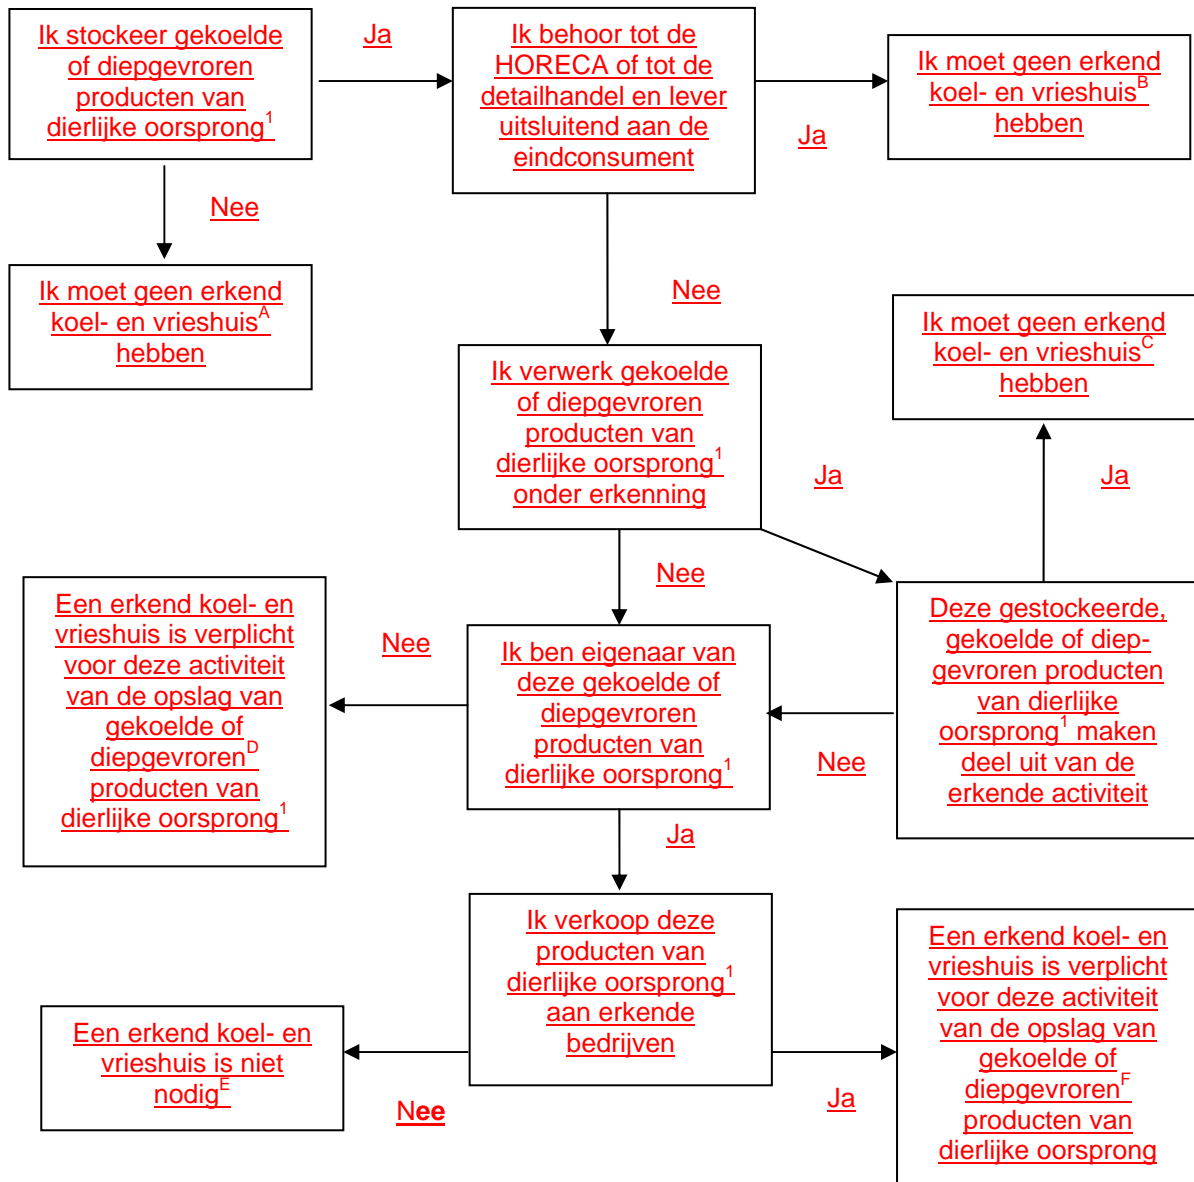 Ik stockeer gekoelde
of diepgevroren
producten van
dierlijke oorsprong1
Ja
Ik behoor tot de
HORECA of tot de
detailhandel en lever
uitsluitend aan de
eindconsument
Ja
Ik moet geen erkend
koel- en vrieshuisB
hebben
Nee
Ik moet geen erkend
koel- en vrieshuisA
hebben
Nee
Ik moet geen erkend
koel- en vrieshuisC
hebben
Ik verwerk gekoelde
of diepgevroren
producten van
dierlijke oorsprong1
onder erkenning
Ja
Ja
Nee
Een erkend koel- en
vrieshuis is verplicht
voor deze activiteit
van de opslag van
gekoelde of
diepgevrorenD
producten van
dierlijke oorsprong1
Nee
Ik ben eigenaar van
deze gekoelde of
diepgevroren
producten van
dierlijke oorsprong1
Nee
Deze gestockeerde,
gekoelde of diep-
gevroren producten
van dierlijke
oorsprong1 maken
deel uit van de
erkende activiteit
Ja
Ik verkoop deze
producten van
dierlijke oorsprong1
aan erkende
bedrijven
Een erkend koel- en
vrieshuis is niet
nodigE
Nee
Ja
Een erkend koel- en
vrieshuis is verplicht
voor deze activiteit
van de opslag van
gekoelde of
diepgevrorenF
producten van
dierlijke oorsprong